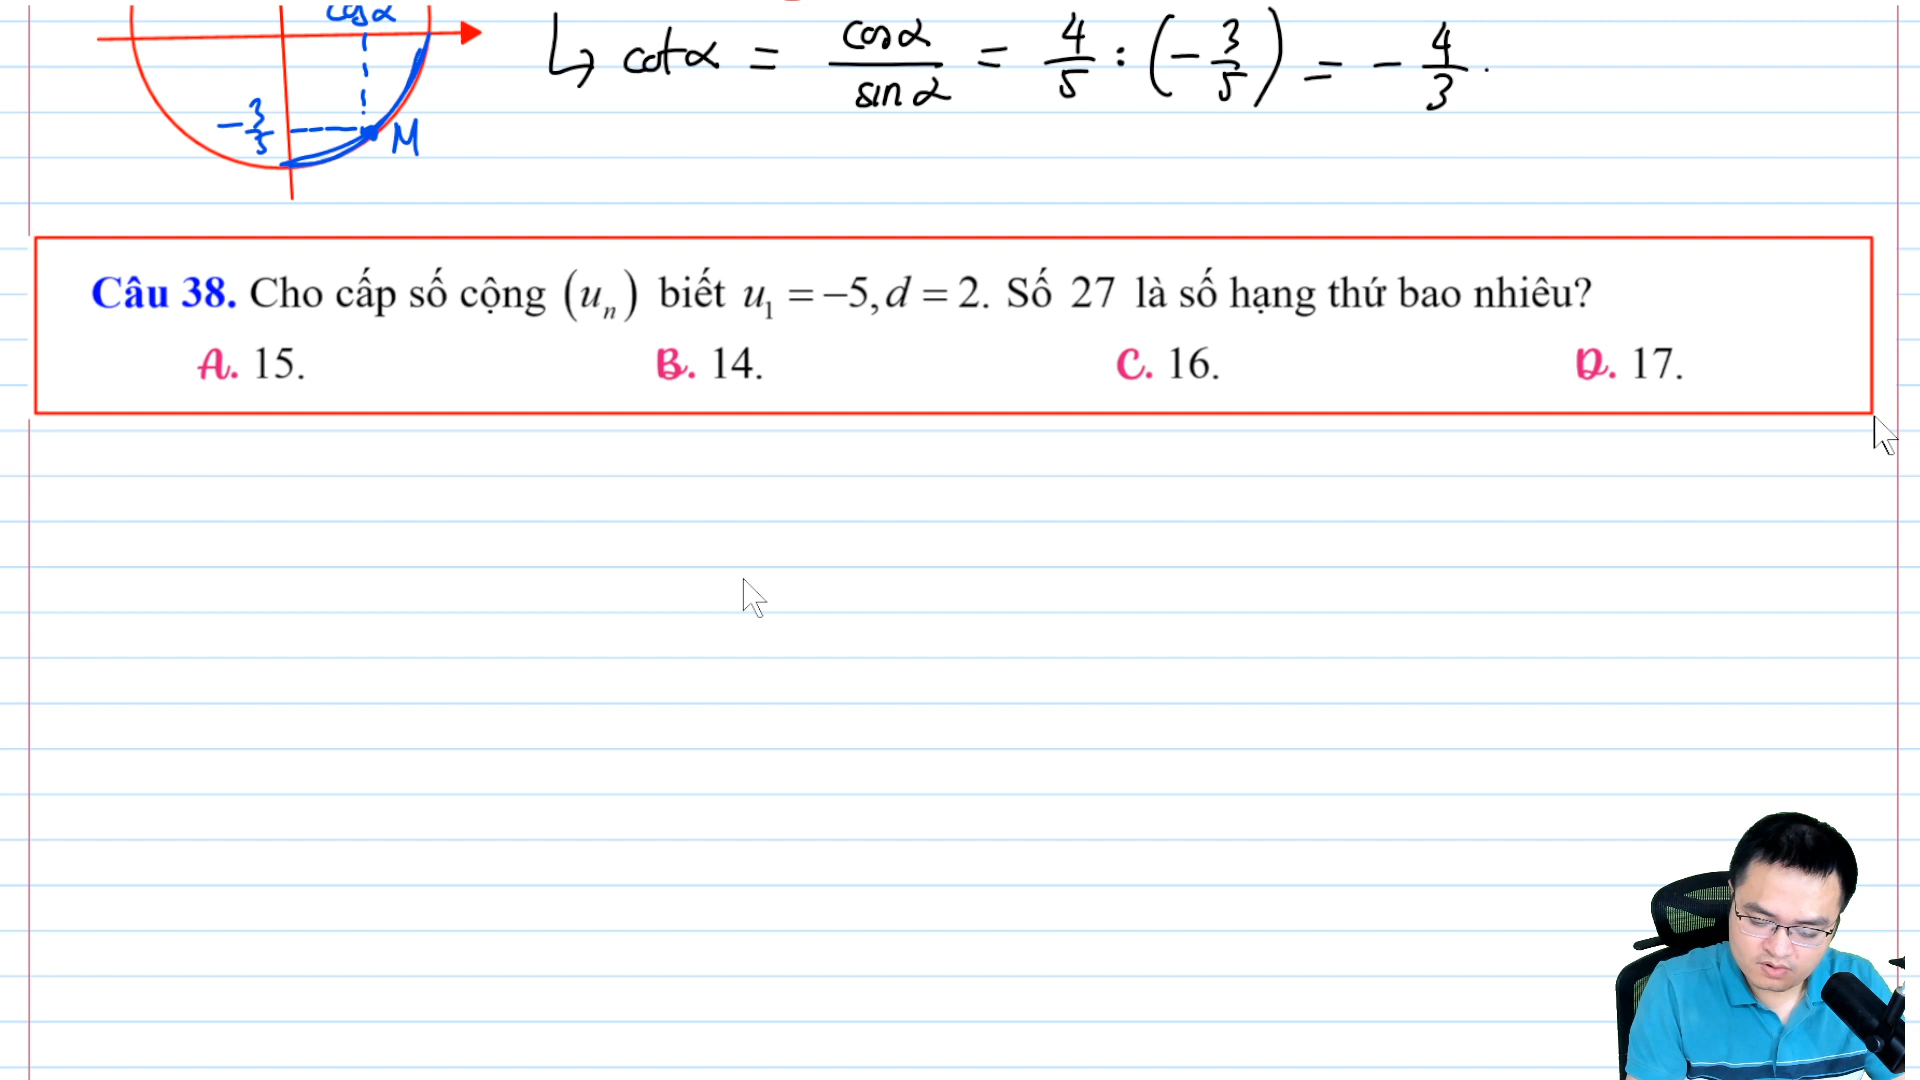 cosα
↳ cotα = cosα/sinα = 4/5 : (-3/5) = -4/3.
-3/5
M
Câu 38. Cho cấp số cộng (uₙ) biết u₁ = −5, d = 2. Số 27 là số hạng thứ bao nhiêu?
A. 15. B. 14. C. 16. D. 17.